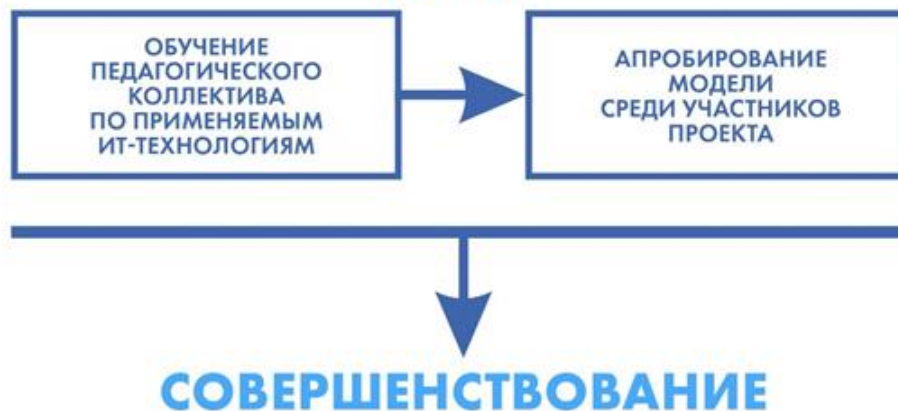 ОБУЧЕНИЕ
ПЕДАГОГИЧЕСКОГО
КОЛЛЕКТИВА
ПО ПРИМЕНЯЕМЫМ
ИТ-ТЕХНОЛОГИЯМ
АПРОБИРОВАНИЕ
МОДЕЛИ
СРЕДИ УЧАСТНИКОВ
ПРОЕКТА
СОВЕРШЕНСТВОВАНИЕ